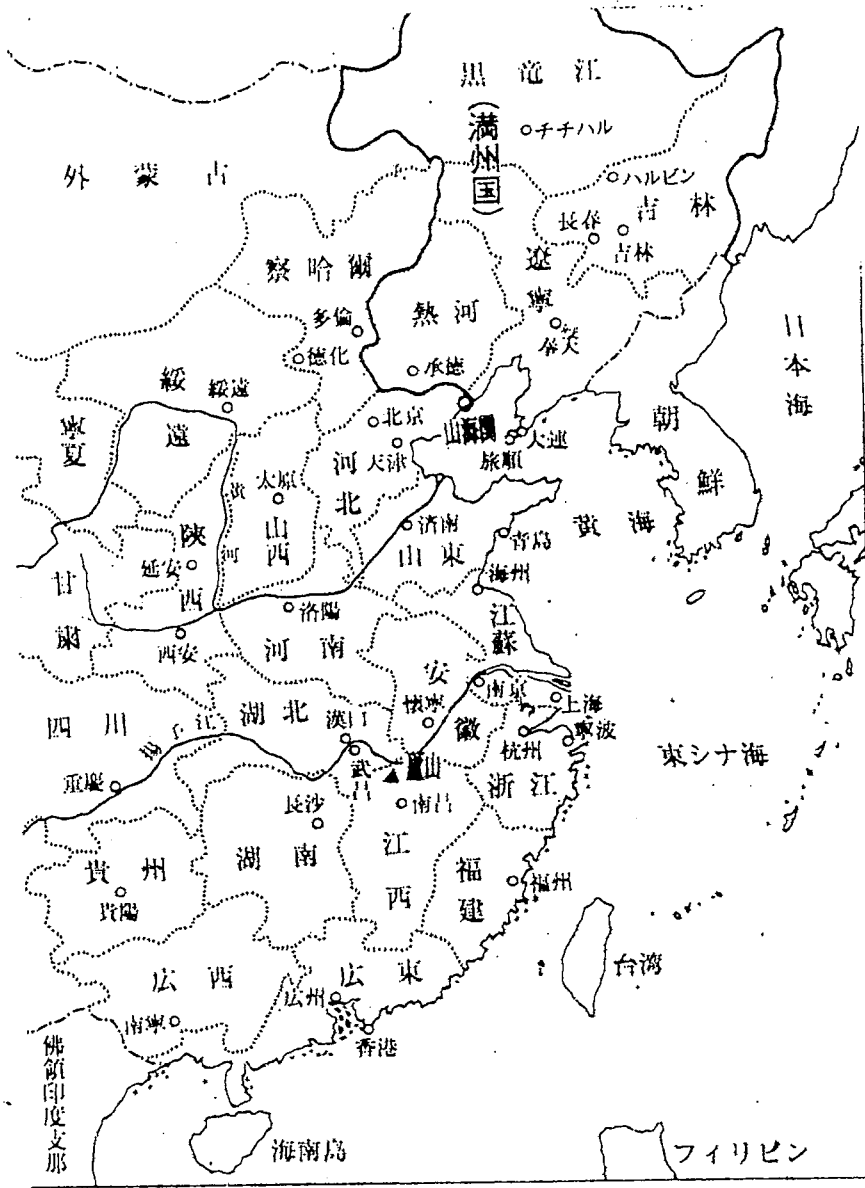 黒竜江
(満州国)
チチハル
外蒙古
ハルビン
吉林
長春
吉林
察哈爾
遼寧
熱河
多倫
奉天
日本海
徳化
承徳
綏遠
綏遠
寧夏
北京
山海関
朝鮮
大連
天津
旅順
河北
太原
黄河
山西
黄海
済南
陝西
青島
山東
延安
海州
甘粛
洛陽
江蘇
西安
河南
安徽
南京
四川
湖北
漢口
懐寧
上海
揚子江
寧波
杭州
東シナ海
武昌
廬山
重慶
浙江
長沙
南昌
湖南
江西
貴州
福建
福州
貴陽
広西
広東
台湾
広州
南寧
香港
佛領印度支那
海南島
フィリピン